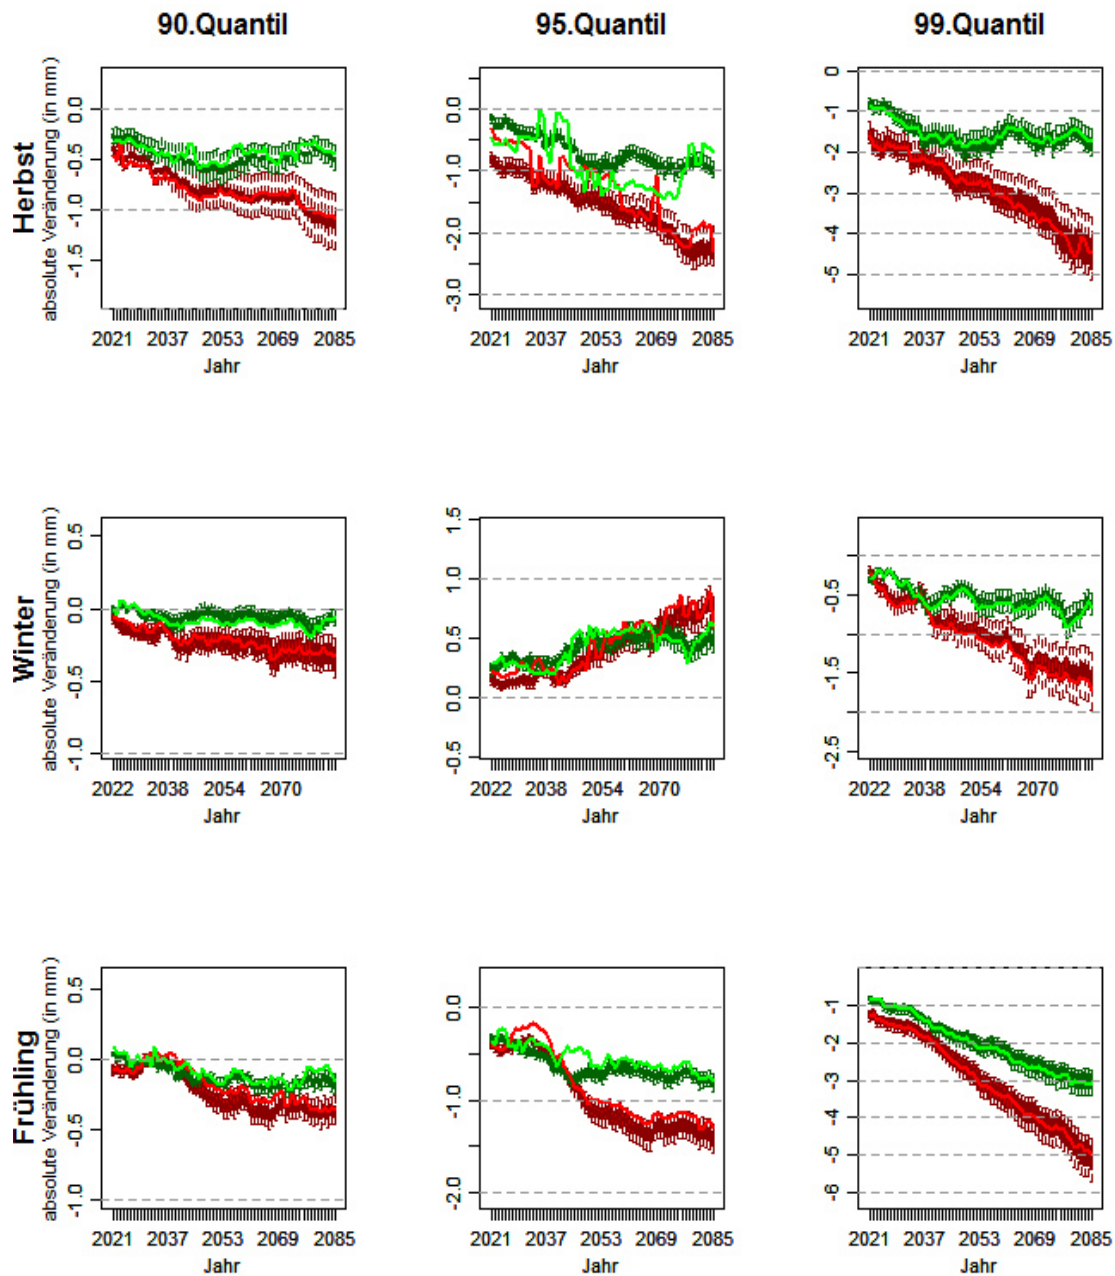 90.Quantil 95.Quantil 99.Quantil
Herbst
absolute Veränderung (in mm)
0.0 -0.5 -1.0 -1.5
0.0 -1.0 -2.0 -3.0
0 -1 -2 -3 -4 -5
2021 2037 2053 2069 2085 2021 2037 2053 2069 2085 2021 2037 2053 2069 2085
Jahr Jahr Jahr
Winter
absolute Veränderung (in mm)
0.5 0.0 -0.5 -1.0
1.5 1.0 0.5 0.0 -0.5
-0.5 -1.5 -2.5
2022 2038 2054 2070 2022 2038 2054 2070 2022 2038 2054 2070
Jahr Jahr Jahr
Frühling
absolute Veränderung (in mm)
0.5 0.0 -0.5 -1.0
0.0 -1.0 -2.0
-1 -2 -3 -4 -5 -6
2021 2037 2053 2069 2085 2021 2037 2053 2069 2085 2021 2037 2053 2069 2085
Jahr Jahr Jahr